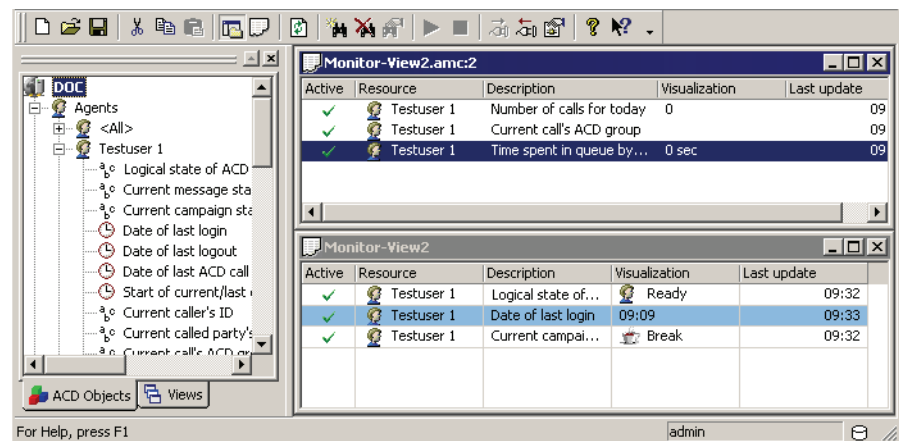 DOC
Agents
<All>
Testuser 1
Logical state of ACD
Current message sta
Current campaign sta
Date of last login
Date of last logout
Date of last ACD call
Start of current/last
Current caller's ID
Current called party's
Current call's ACD gr
ACD Objects Views
Monitor-View2.amc:2
Active Resource Description Visualization Last update
Testuser 1 Number of calls for today 0 09
Testuser 1 Current call's ACD group 09
Testuser 1 Time spent in queue by... 0 sec 09
Monitor-View2
Active Resource Description Visualization Last update
Testuser 1 Logical state of... Ready 09:32
Testuser 1 Date of last login 09:09 09:33
Testuser 1 Current campai... Break 09:32
For Help, press F1 admin